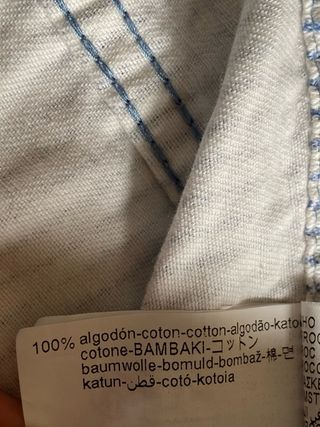 100% algodón-coton-cotton-algodão-kato
cotone-BAMBAKI-コットン
baumwolle-bomuld-bombaž-棉-면
katun-قطن-cotó-kotoia